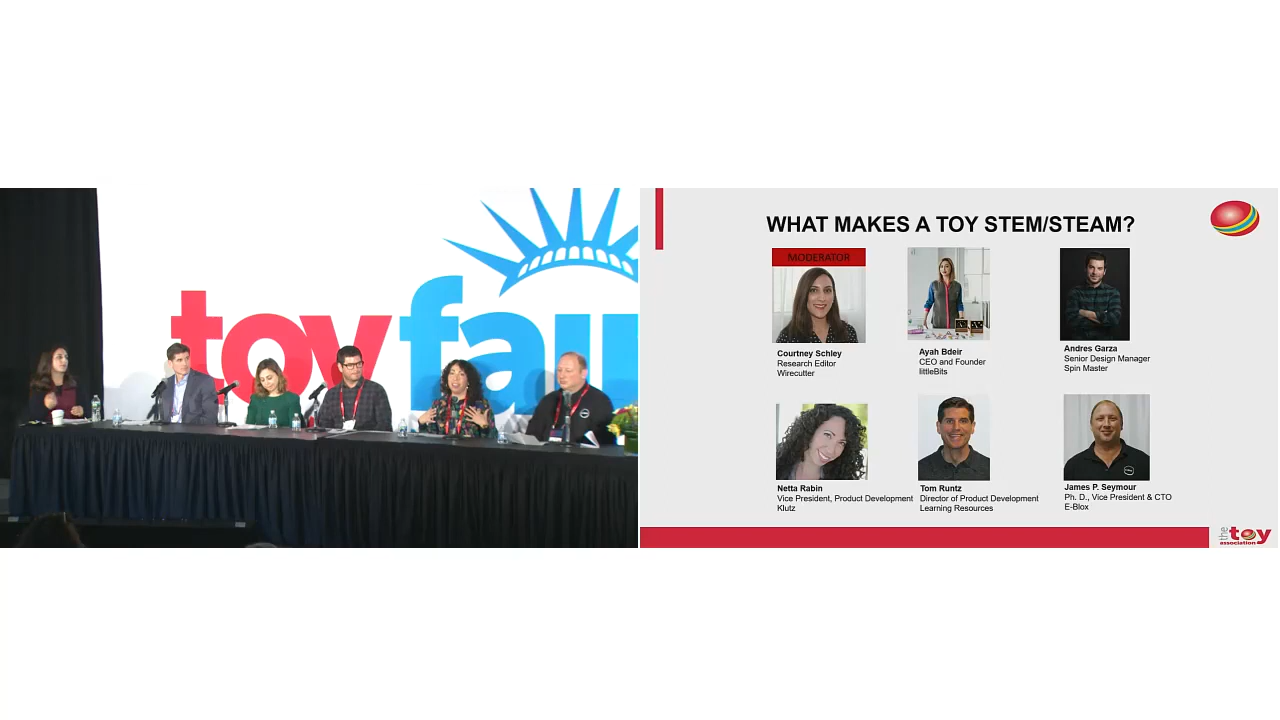 toy fair
WHAT MAKES A TOY STEM/STEAM?
MODERATOR
Courtney Schley
Research Editor
Wirecutter
Ayah Bdeir
CEO and Founder
littleBits
Andres Garza
Senior Design Manager
Spin Master
Netta Rabin
Vice President, Product Development
Klutz
Tom Runtz
Director of Product Development
Learning Resources
James P. Seymour
Ph. D., Vice President & CTO
E-Blox
the toy
association